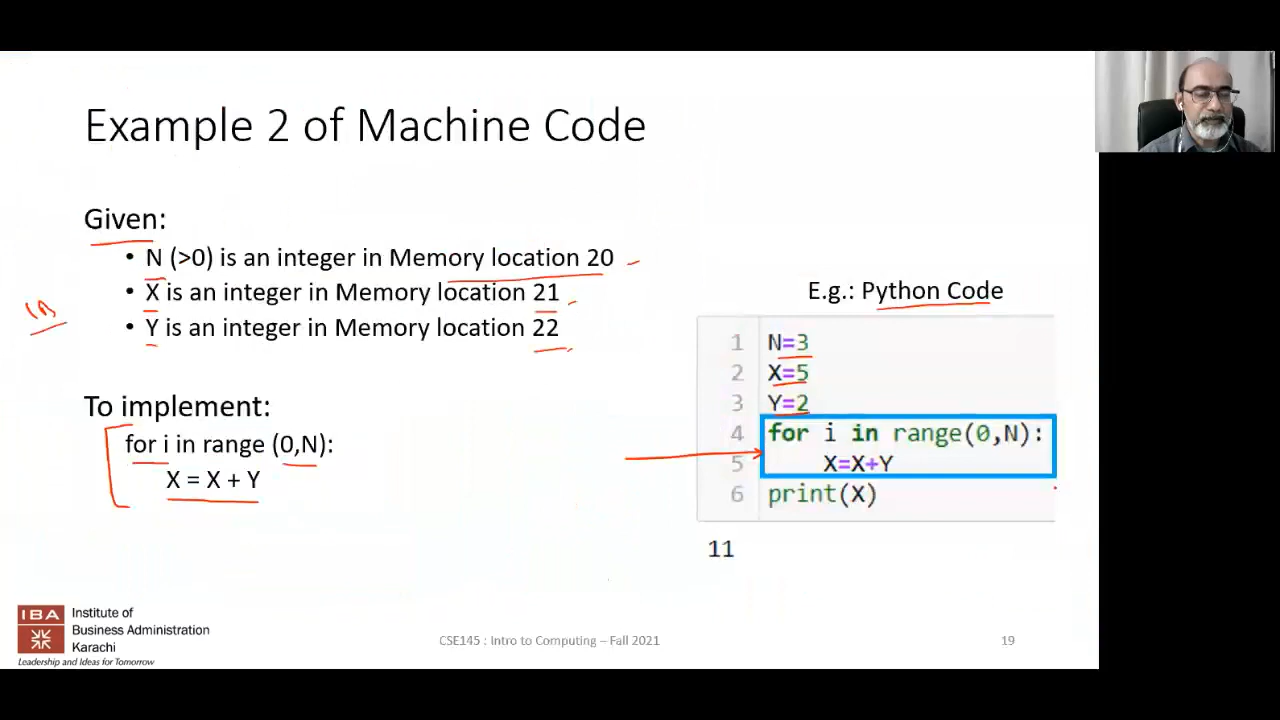 Example 2 of Machine Code
Given:
• N (>0) is an integer in Memory location 20
• X is an integer in Memory location 21
• Y is an integer in Memory location 22
To implement:
for i in range (0,N):
X = X + Y
E.g.: Python Code
1 N=3
2 X=5
3 Y=2
4 for i in range(0,N):
5 X=X+Y
6 print(X)
11
IBA
Institute of
Business Administration
Karachi
Leadership and Ideas for Tomorrow
CSE145 : Intro to Computing – Fall 2021
19